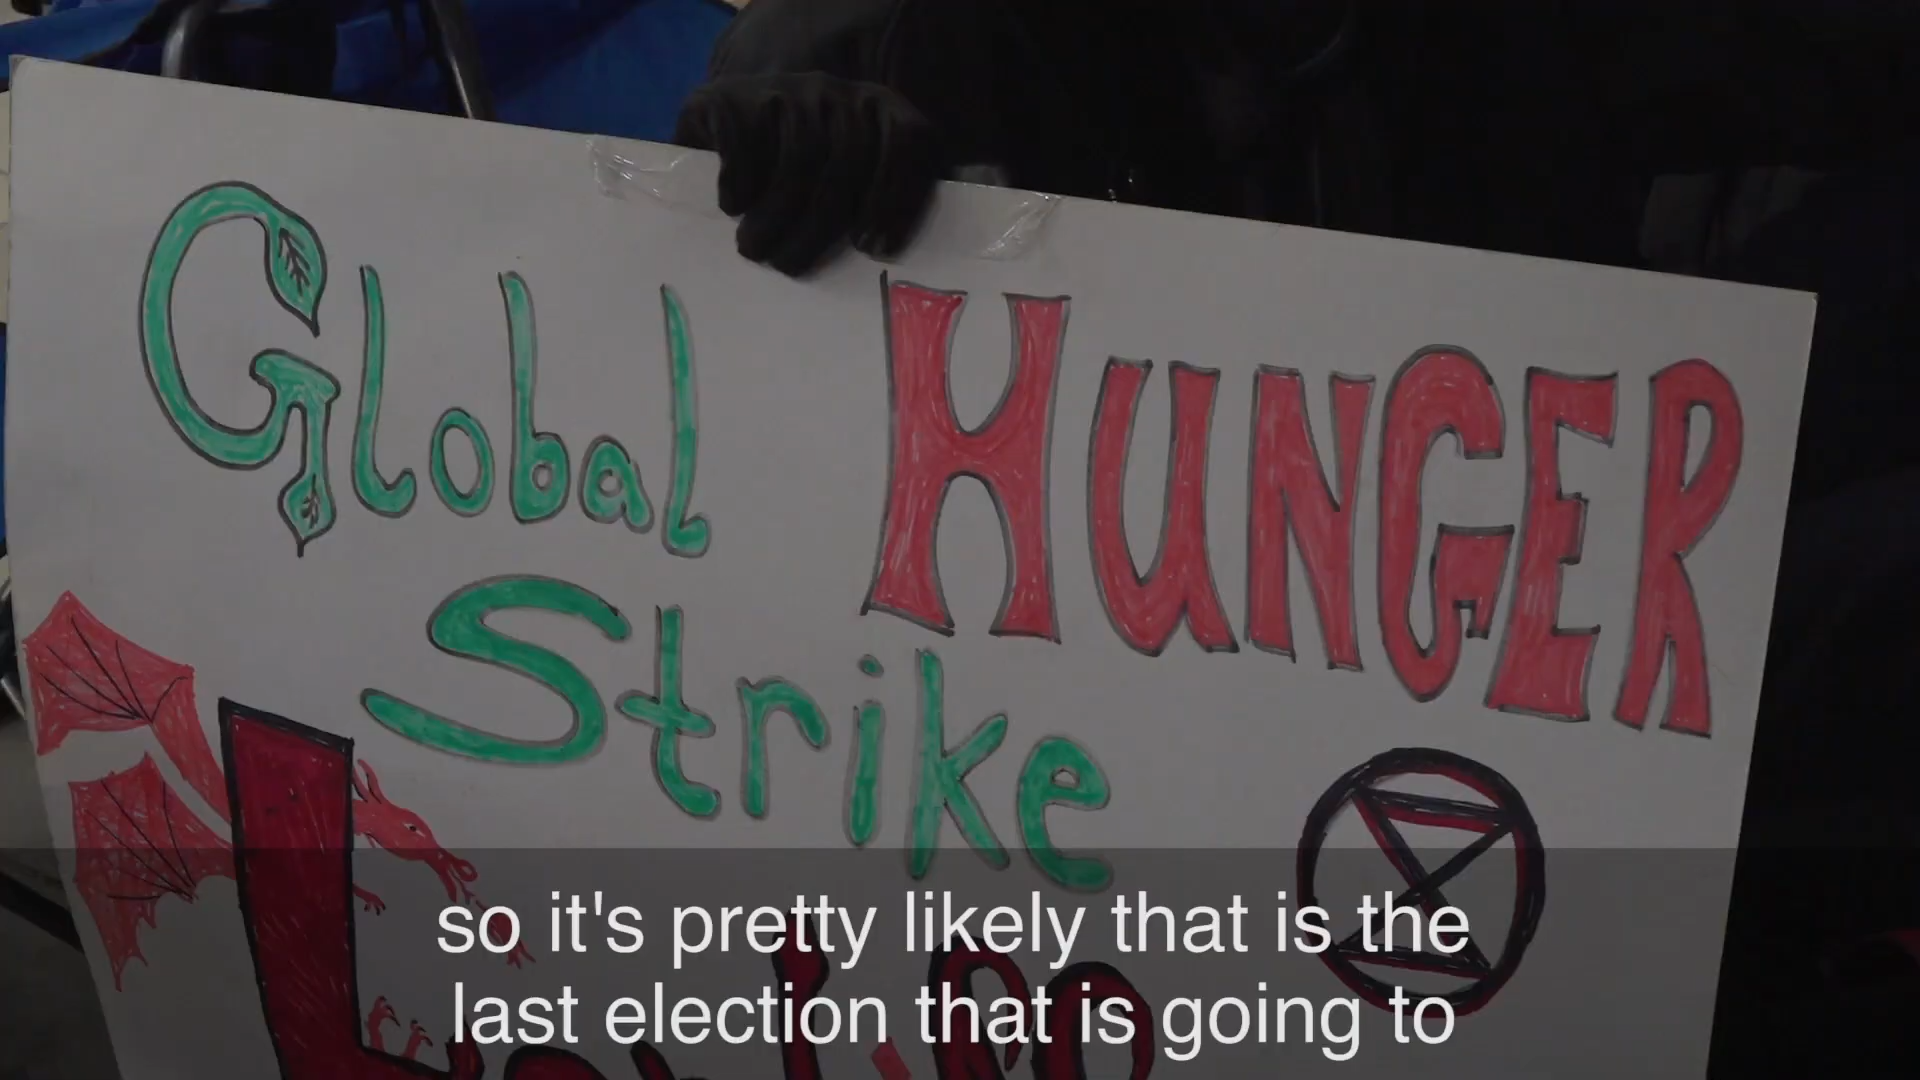 Global HUNGER
Strike
so it's pretty likely that is the
last election that is going to